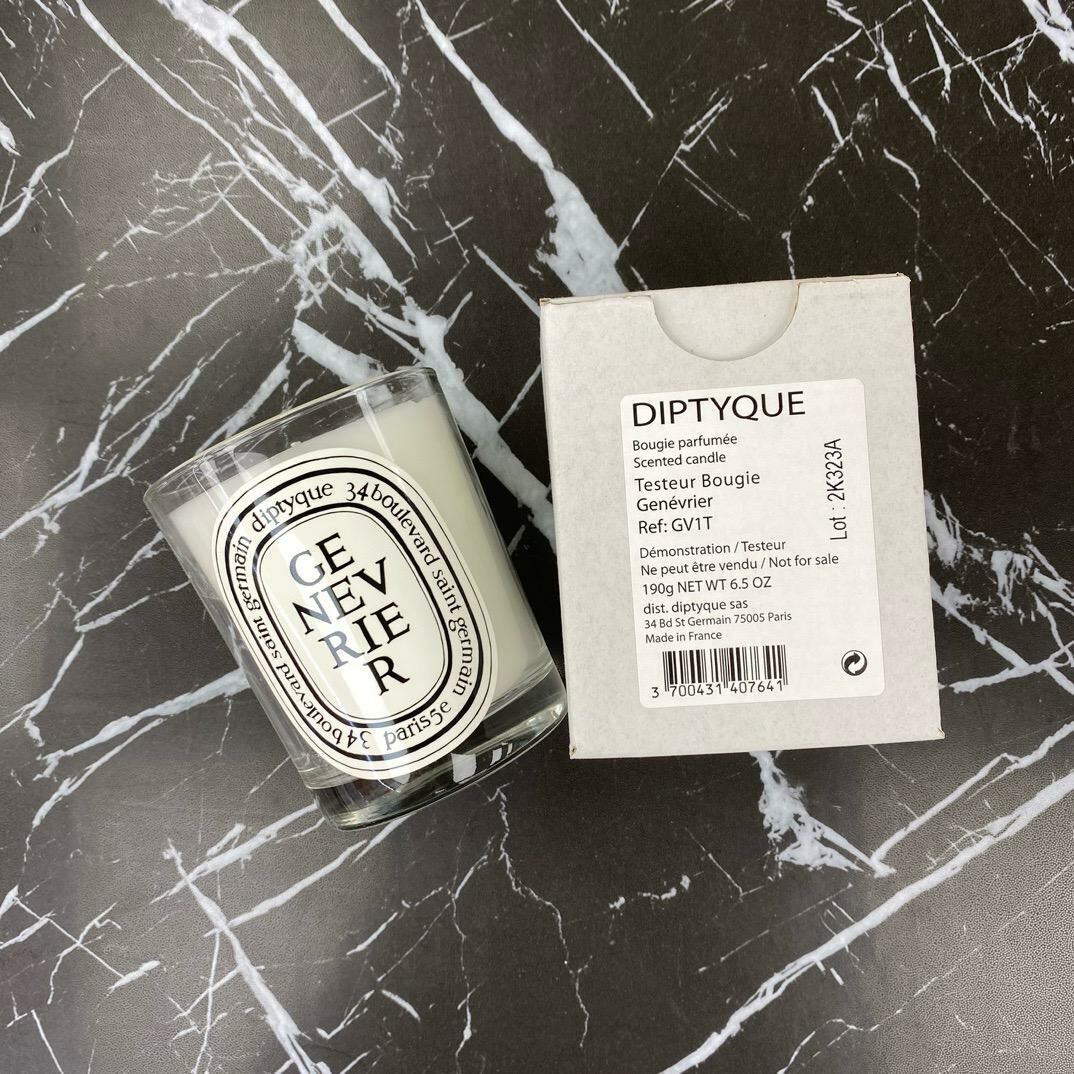 diptyque 34 boulevard saint germain
paris 5e
34 boulevard saint germain
GE
NEV
RIE
R
DIPTYQUE
Bougie parfumée
Scented candle
Testeur Bougie
Genévrier
Ref: GV1T
Démonstration / Testeur
Ne peut être vendu / Not for sale
190g NET WT 6.5 OZ
dist. diptyque sas
34 Bd St Germain 75005 Paris
Made in France
3 700431 407641
Lot : 2K323A